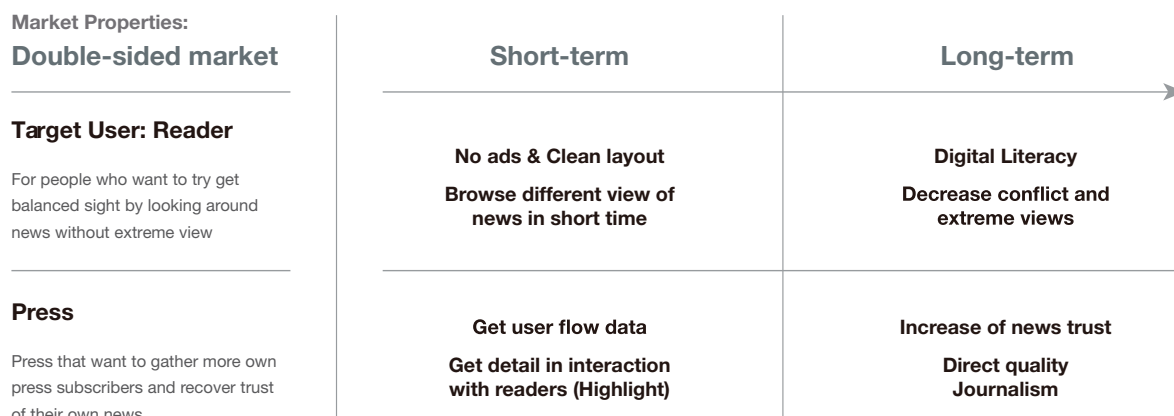 Market Properties:
Double-sided market
Short-term
Long-term
Target User: Reader
For people who want to try get
balanced sight by looking around
news without extreme view
No ads & Clean layout
Browse different view of
news in short time
Digital Literacy
Decrease conflict and
extreme views
Press
Press that want to gather more own
press subscribers and recover trust
of their own news
Get user flow data
Get detail in interaction
with readers (Highlight)
Increase of news trust
Direct quality
Journalism